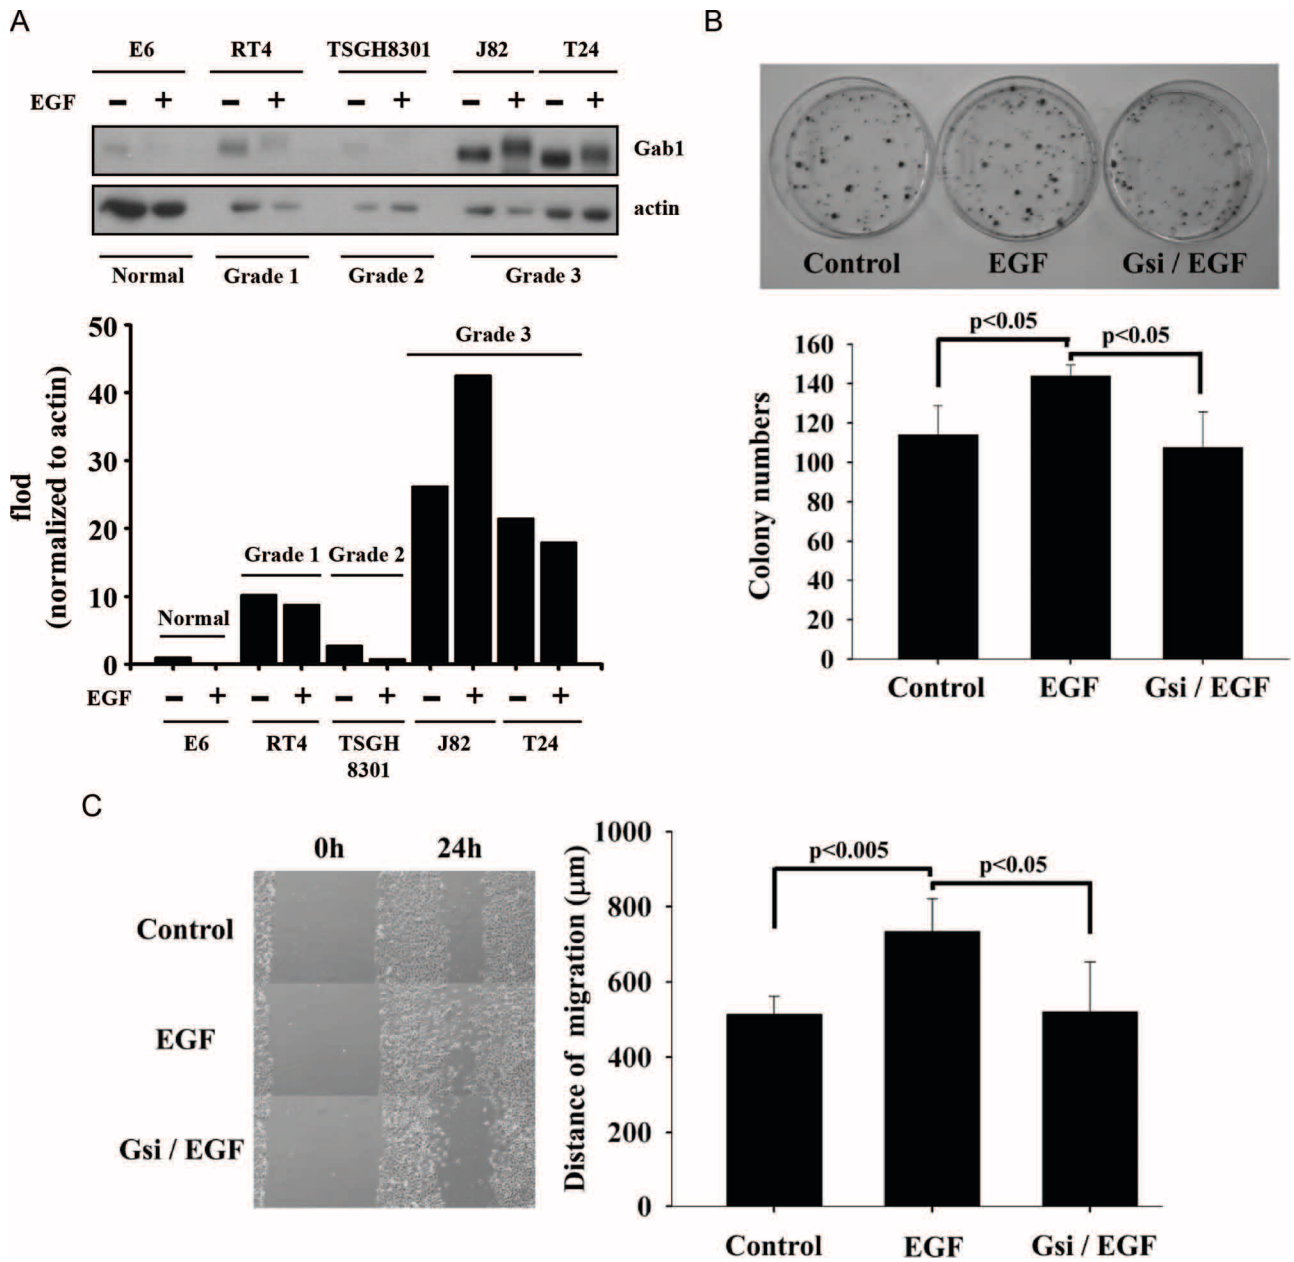 A
E6 RT4 TSGH8301 J82 T24
EGF − + − + − + − + − +
Gab1
actin
Normal Grade 1 Grade 2 Grade 3
50
40
30
20
10
0
flod
(normalized to actin)
Normal
Grade 1
Grade 2
Grade 3
EGF − + − + − + − + − +
E6 RT4 TSGH J82 T24
8301
B
Control EGF Gsi / EGF
p<0.05
p<0.05
160
140
120
100
80
60
40
20
0
Colony numbers
Control EGF Gsi / EGF
C
0h 24h
Control
EGF
Gsi / EGF
1000
800
600
400
200
0
Distance of migration (μm)
p<0.005
p<0.05
Control EGF Gsi / EGF